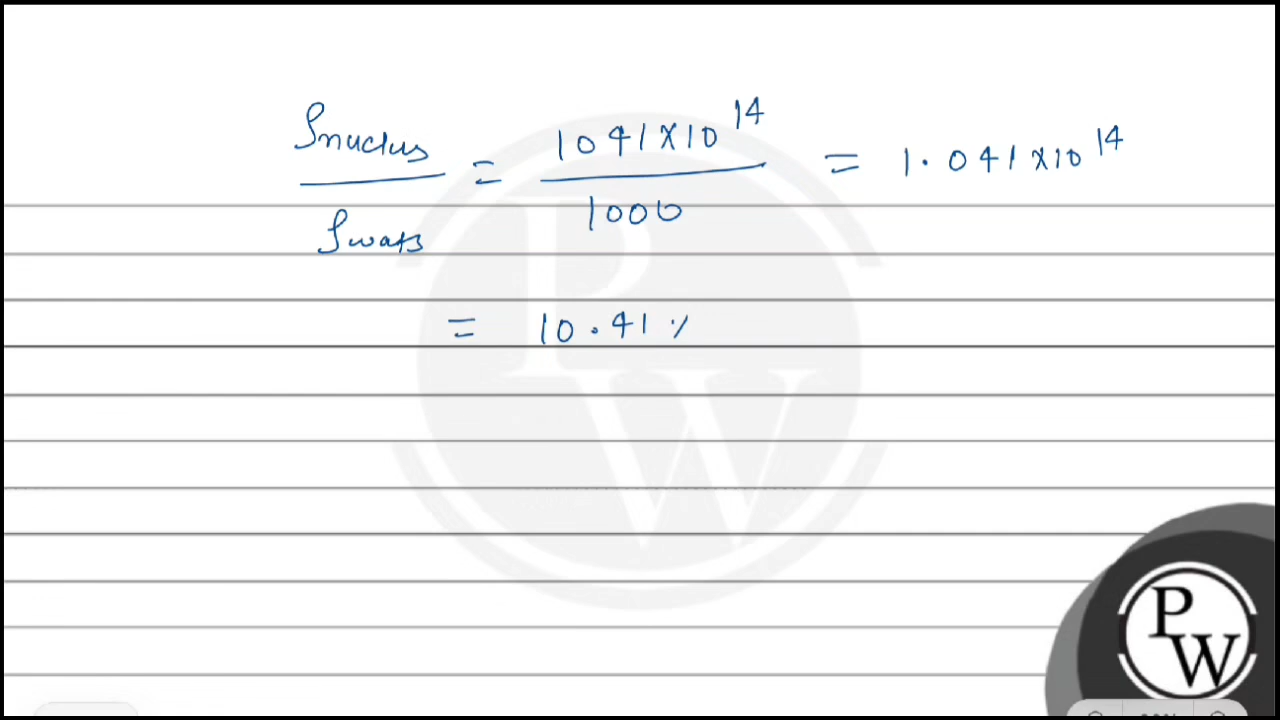 ρnucleus / ρwater = 1041×10^14 / 1000 = 1.041×10^14
= 10.41
P
W
P
W